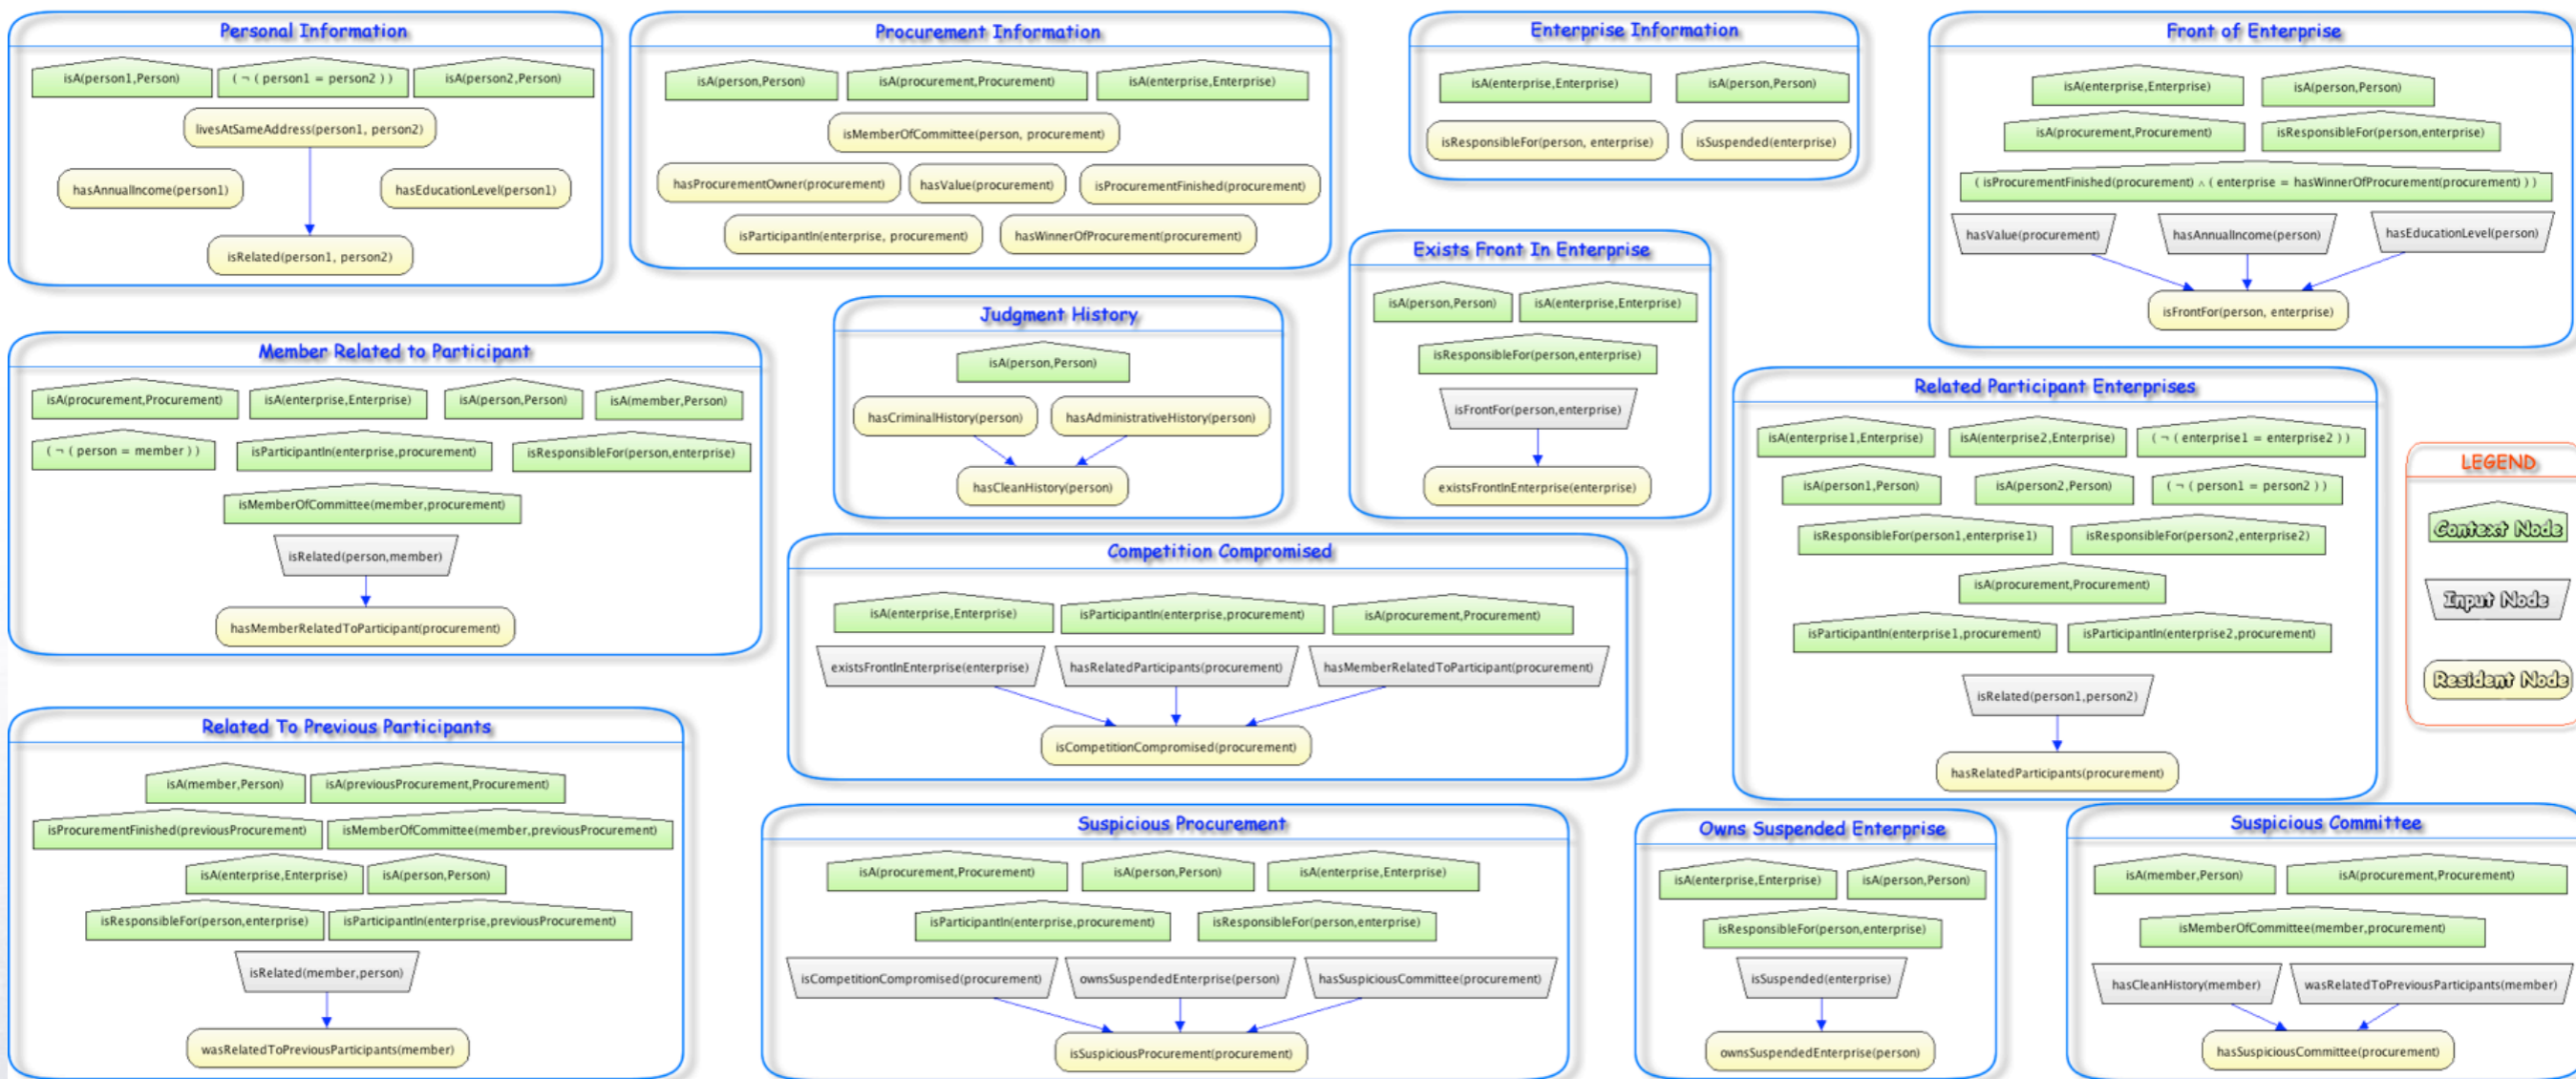 Personal Information
isA(person1,Person)
( ¬ ( person1 = person2 ) )
isA(person2,Person)
livesAtSameAddress(person1, person2)
hasAnnualIncome(person1)
hasEducationLevel(person1)
isRelated(person1, person2)
Procurement Information
isA(person,Person)
isA(procurement,Procurement)
isA(enterprise,Enterprise)
isMemberOfCommittee(person, procurement)
hasProcurementOwner(procurement)
hasValue(procurement)
isProcurementFinished(procurement)
isParticipantIn(enterprise, procurement)
hasWinnerOfProcurement(procurement)
Enterprise Information
isA(enterprise,Enterprise)
isA(person,Person)
isResponsibleFor(person, enterprise)
isSuspended(enterprise)
Front of Enterprise
isA(enterprise,Enterprise)
isA(person,Person)
isA(procurement,Procurement)
isResponsibleFor(person,enterprise)
( isProcurementFinished(procurement) ∧ ( enterprise = hasWinnerOfProcurement(procurement) ) )
hasValue(procurement)
hasAnnualIncome(person)
hasEducationLevel(person)
isFrontFor(person, enterprise)
Exists Front In Enterprise
isA(person,Person)
isA(enterprise,Enterprise)
isResponsibleFor(person,enterprise)
isFrontFor(person,enterprise)
existsFrontInEnterprise(enterprise)
Judgment History
isA(person,Person)
hasCriminalHistory(person)
hasAdministrativeHistory(person)
hasCleanHistory(person)
Member Related to Participant
isA(procurement,Procurement)
isA(enterprise,Enterprise)
isA(person,Person)
isA(member,Person)
( ¬ ( person = member ) )
isParticipantIn(enterprise,procurement)
isResponsibleFor(person,enterprise)
isMemberOfCommittee(member,procurement)
isRelated(person,member)
hasMemberRelatedToParticipant(procurement)
Related Participant Enterprises
isA(enterprise1,Enterprise)
isA(enterprise2,Enterprise)
( ¬ ( enterprise1 = enterprise2 ) )
isA(person1,Person)
isA(person2,Person)
( ¬ ( person1 = person2 ) )
isResponsibleFor(person1,enterprise1)
isResponsibleFor(person2,enterprise2)
isA(procurement,Procurement)
isParticipantIn(enterprise1,procurement)
isParticipantIn(enterprise2,procurement)
isRelated(person1,person2)
hasRelatedParticipants(procurement)
LEGEND
Context Node
Input Node
Resident Node
Competition Compromised
isA(enterprise,Enterprise)
isParticipantIn(enterprise,procurement)
isA(procurement,Procurement)
existsFrontInEnterprise(enterprise)
hasRelatedParticipants(procurement)
hasMemberRelatedToParticipant(procurement)
isCompetitionCompromised(procurement)
Related To Previous Participants
isA(member,Person)
isA(previousProcurement,Procurement)
isProcurementFinished(previousProcurement)
isMemberOfCommittee(member,previousProcurement)
isA(enterprise,Enterprise)
isA(person,Person)
isResponsibleFor(person,enterprise)
isParticipantIn(enterprise,previousProcurement)
isRelated(member,person)
wasRelatedToPreviousParticipants(member)
Suspicious Procurement
isA(procurement,Procurement)
isA(person,Person)
isA(enterprise,Enterprise)
isParticipantIn(enterprise,procurement)
isResponsibleFor(person,enterprise)
isCompetitionCompromised(procurement)
ownsSuspendedEnterprise(person)
hasSuspiciousCommittee(procurement)
isSuspiciousProcurement(procurement)
Owns Suspended Enterprise
isA(enterprise,Enterprise)
isA(person,Person)
isResponsibleFor(person,enterprise)
isSuspended(enterprise)
ownsSuspendedEnterprise(person)
Suspicious Committee
isA(member,Person)
isA(procurement,Procurement)
isMemberOfCommittee(member,procurement)
hasCleanHistory(member)
wasRelatedToPreviousParticipants(member)
hasSuspiciousCommittee(procurement)